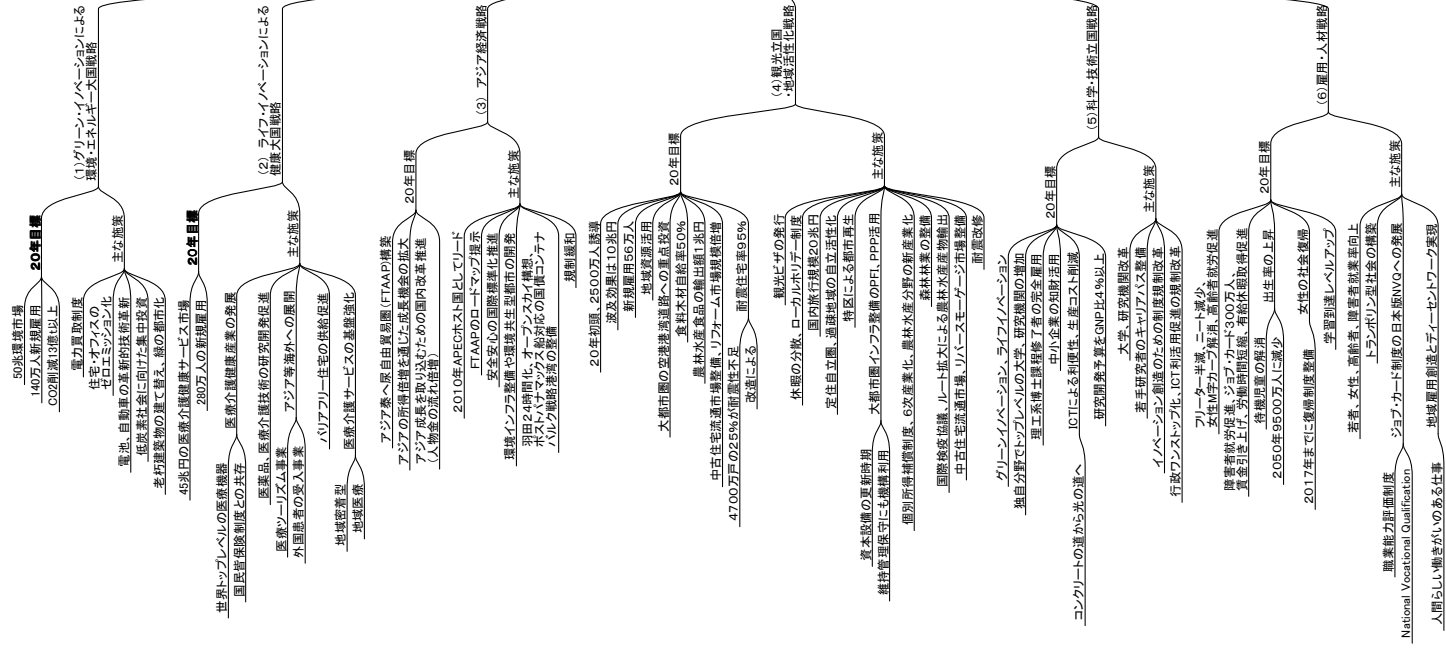 (1)グリーン・イノベーションによる
環境・エネルギー大国戦略
20年目標
50兆環境市場
140万人新規雇用
CO2削減13億t以上
主な施策
電力買取制度
住宅・オフィスの
ゼロエミッション化
電池、自動車の革新的技術革新
低炭素社会に向けた集中投資
老朽建築物の建て替え、緑の都市化
(2) ライフ・イノベーションによる
健康大国戦略
20年目標
45兆円の医療介護健康サービス市場
280万人の新規雇用
主な施策
医療介護健康産業の発展
世界トップレベルの医療機器
国民皆保険制度との共存
医薬品、医療介護技術の研究開発促進
アジア等海外への展開
医療ツーリズム事業
外国患者の受入事業
バリアフリー住宅の供給促進
医療介護サービスの基盤強化
地域密着型
地域医療
(3) アジア経済戦略
20年目標
アジア泰へ尿自由貿易圏(FTAAP)構築
アジアの所得倍増を通じた成長機会の拡大
アジア成長を取り込むための国内改革推進
(人物金の流れ倍増)
主な施策
2010年APECホスト国としてリード
FTAAPのロードマップ提示
安全安心の国際標準化推進
環境インフラ整備や環境共生型都市の開発
羽田24時間化、オープンスカイ構想、
ポストパナマックス船対応の国債コンテナ
バルク戦略港湾の整備
規制緩和
(4)観光立国
・地域活性化戦略
20年目標
20年初頭、2500万人誘導
波及効果は10兆円
新規雇用56万人
地域資源活用
大都市圏の空港港湾道路への重点投資
食料木材自給率50%
農林水産食品の輸出額1兆円
中古住宅流通市場整備、リフォーム市場規模倍増
耐震住宅率95%
4700万戸の25%が耐震性不足
改造による
主な施策
観光ビザの発行
休暇の分散、ローカルホリデー制度
国内旅行規模20兆円
定住自立圏、過疎地域の自立活性化
特区による都市再生
大都市圏インフラ整備のPFI、PPP活用
資本設備の更新時期
維持管理保守にも機構利用
個別所得補償制度、6次産業化、農林水産分野の新産業化
森林林業の整備
国際検疫協議、ルート拡大による農林水産産物輸出
中古住宅流通市場、リバースモーゲージ市場整備
耐震改修
(5)科学・技術立国戦略
20年目標
グリーンイノベーション、ライフイノベーション
独自分野でトップレベルの大学、研究機関の増加
理工系博士課程修了者の完全雇用
中小企業の知財活用
ICTIによる利便性、生産コスト削減
コンクリートの道から光の道へ
研究開発予算をGNP比4%以上
主な施策
大学、研究機関改革
若手研究者のキャリアパス整備
イノベーション創造のための制度規制改革
行政ワンストップ化、ICT利活用促進の規制改革
(6)雇用・人材戦略
20年目標
フリーター半減、ニート減少、
女性M字カーブ解消、高齢者就労促進
障害者就労促進、ジョブ・カード300万人
賃金引き上げ、労働時間短縮、有給休暇取得促進
待機児童の解消
出生率の上昇
2050年9500万人に減少
女性の社会復帰
2017年までに復帰制度整備
学習到達レベルアップ
主な施策
若者、女性、高齢者、障害者就業率向上
トランポリン型社会の構築
ジョブ・カード制度の日本版NVQへの発展
職業能力評価制度
National Vocational Qualification
地域雇用創造とディーセントワーク実現
人間らしい働きがいのある仕事